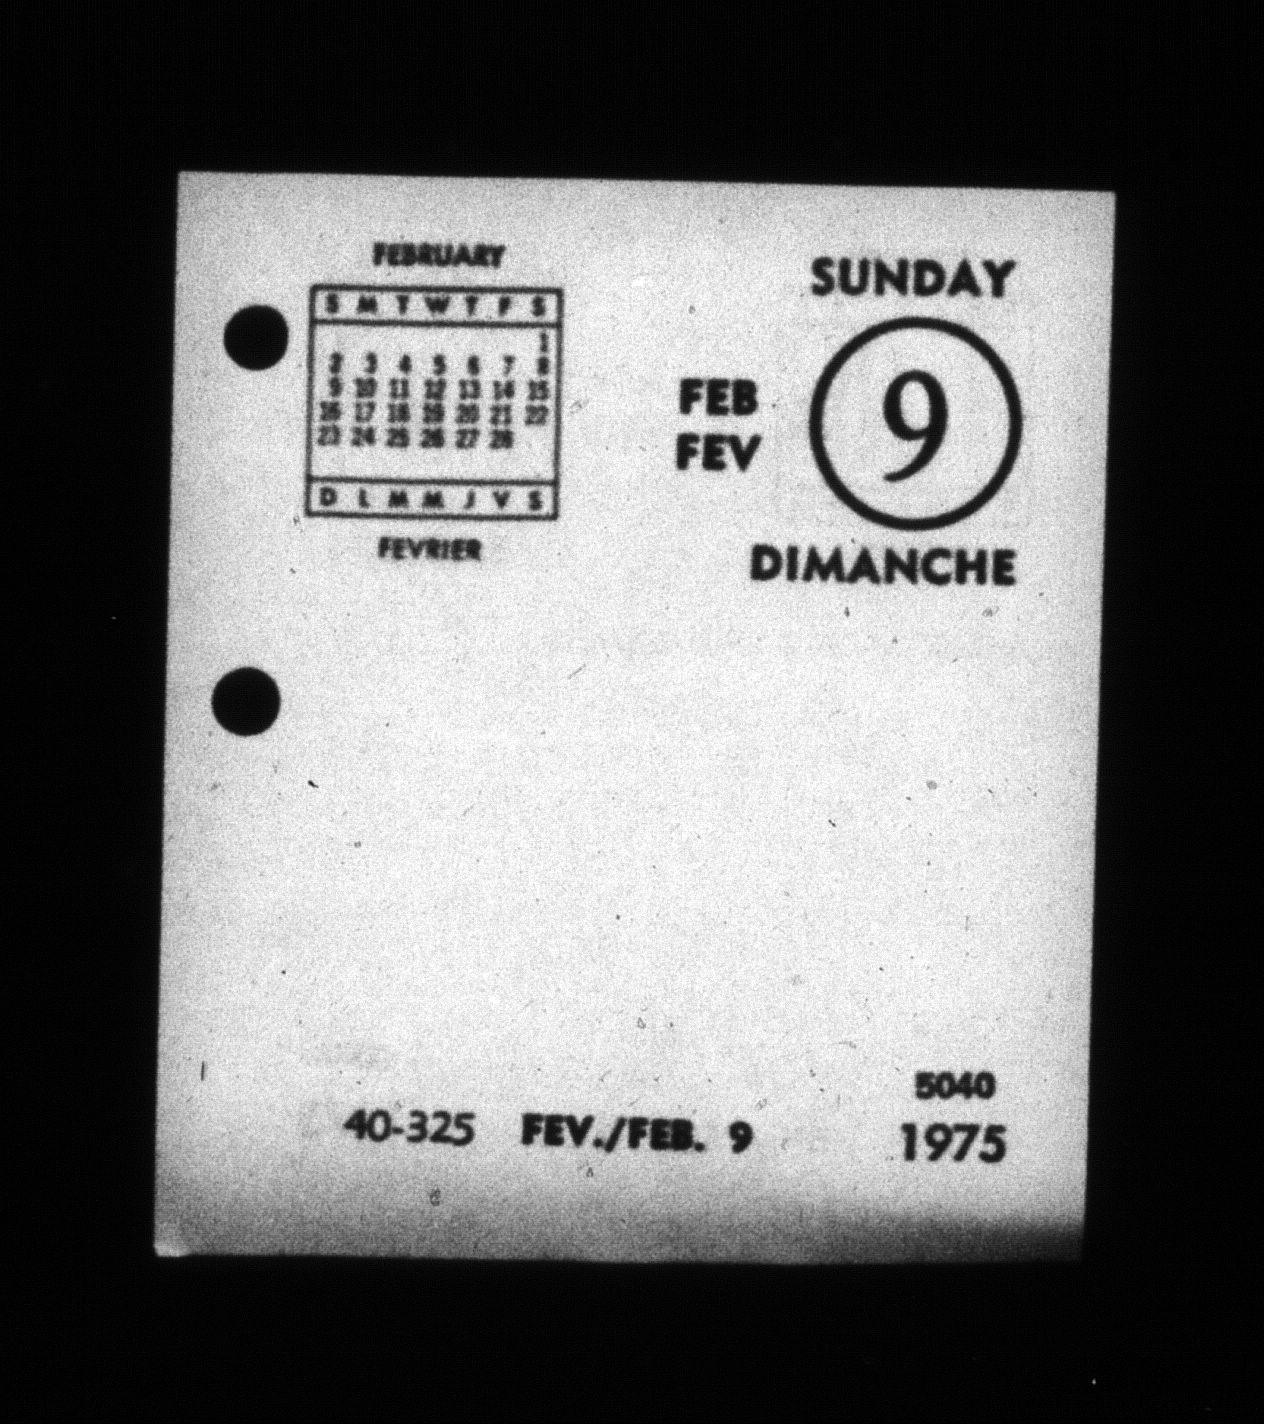 FEBRUARY
S M T W T F S
1
2 3 4 5 6 7 8
9 10 11 12 13 14 15
16 17 18 19 20 21 22
23 24 25 26 27 28
D L M M J V S
FEVRIER
SUNDAY
FEB
FEV
9
DIMANCHE
5040
40-325 FEV./FEB. 9 1975